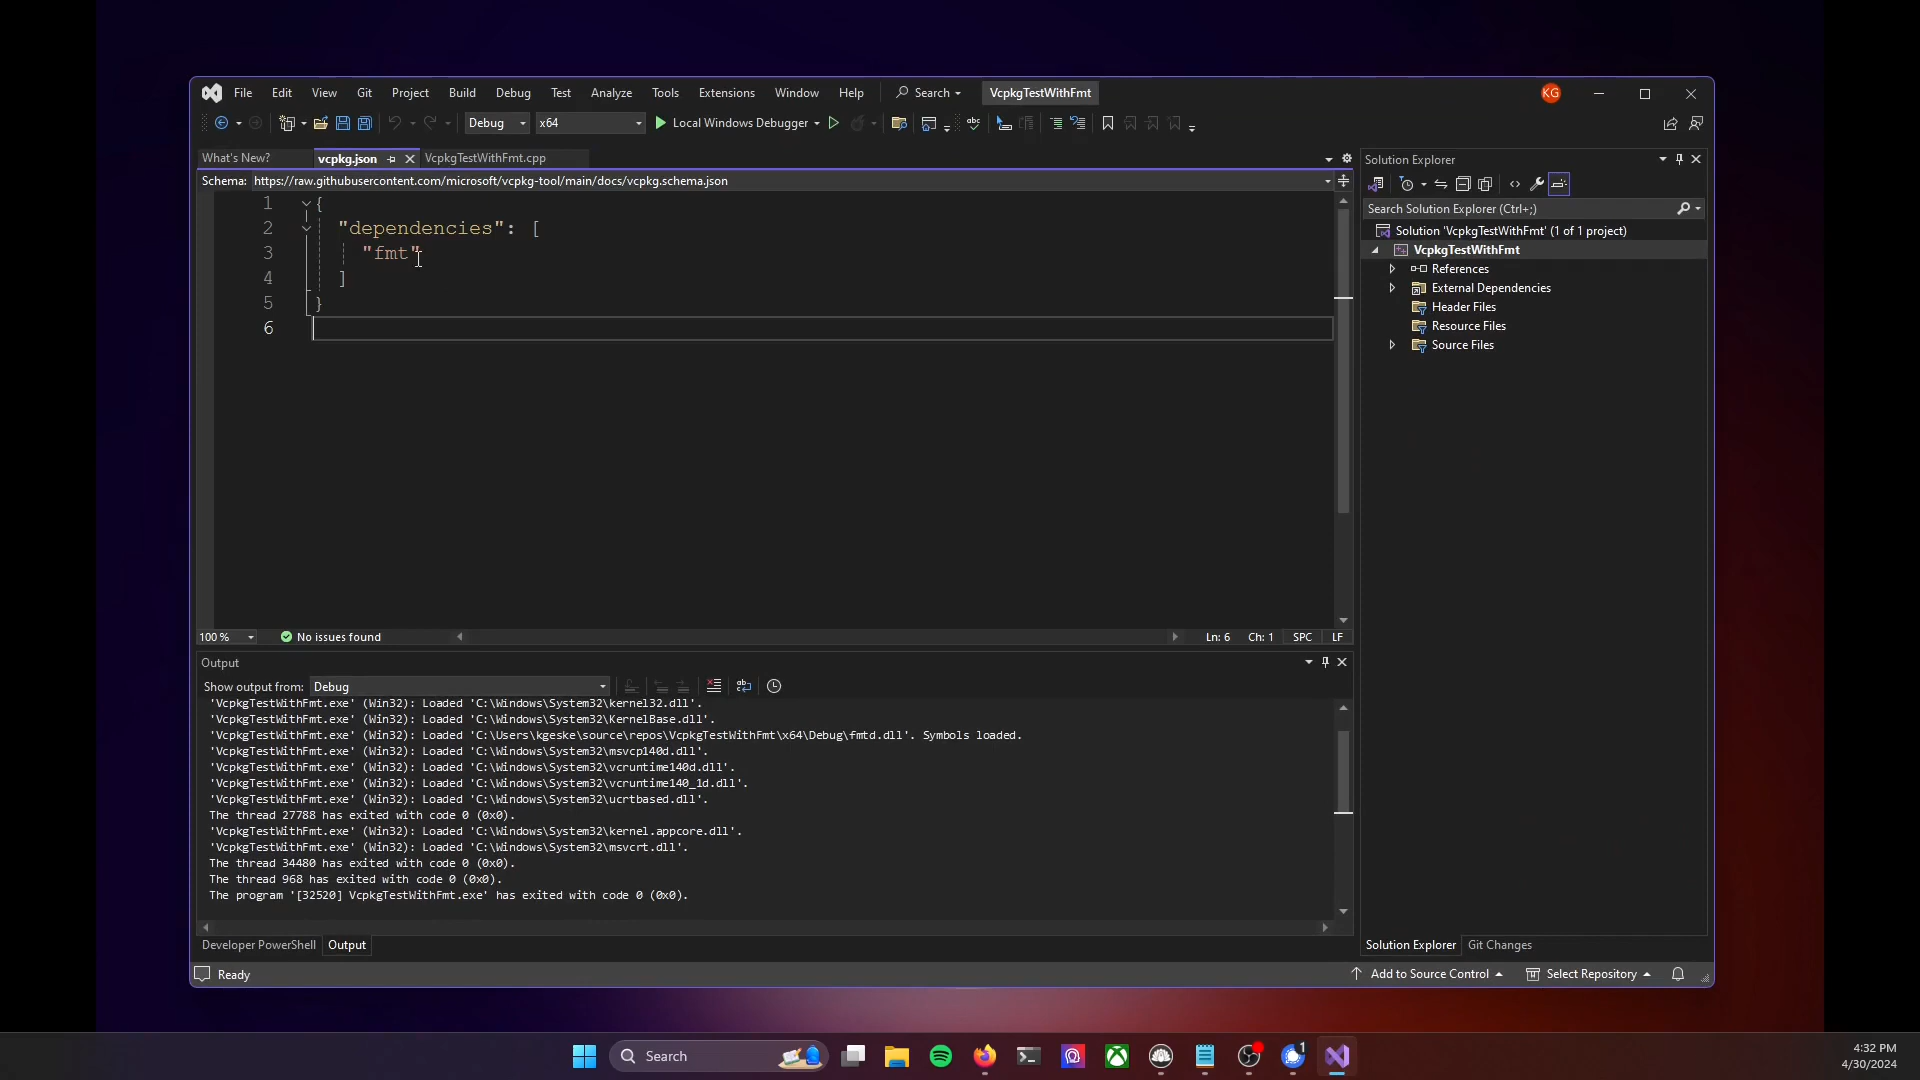 File Edit View Git Project Build Debug Test Analyze Tools Extensions Window Help Search VcpkgTestWithFmt KG
Debug x64 Local Windows Debugger
What's New? vcpkg.json VcpkgTestWithFmt.cpp
Schema: https://raw.githubusercontent.com/microsoft/vcpkg-tool/main/docs/vcpkg.schema.json
1 {
2 "dependencies": [
3 "fmt"
4 ]
5 }
6
100 % No issues found Ln: 6 Ch: 1 SPC LF
Output
Show output from: Debug
'VcpkgTestWithFmt.exe' (Win32): Loaded 'C:\Windows\System32\kernel32.dll'.
'VcpkgTestWithFmt.exe' (Win32): Loaded 'C:\Windows\System32\KernelBase.dll'.
'VcpkgTestWithFmt.exe' (Win32): Loaded 'C:\Users\kgeske\source\repos\VcpkgTestWithFmt\x64\Debug\fmtd.dll'. Symbols loaded.
'VcpkgTestWithFmt.exe' (Win32): Loaded 'C:\Windows\System32\msvcp140d.dll'.
'VcpkgTestWithFmt.exe' (Win32): Loaded 'C:\Windows\System32\vcruntime140d.dll'.
'VcpkgTestWithFmt.exe' (Win32): Loaded 'C:\Windows\System32\vcruntime140_1d.dll'.
'VcpkgTestWithFmt.exe' (Win32): Loaded 'C:\Windows\System32\ucrtbased.dll'.
The thread 27788 has exited with code 0 (0x0).
'VcpkgTestWithFmt.exe' (Win32): Loaded 'C:\Windows\System32\kernel.appcore.dll'.
'VcpkgTestWithFmt.exe' (Win32): Loaded 'C:\Windows\System32\msvcrt.dll'.
The thread 34480 has exited with code 0 (0x0).
The thread 968 has exited with code 0 (0x0).
The program '[32520] VcpkgTestWithFmt.exe' has exited with code 0 (0x0).
Developer PowerShell Output
Solution Explorer
Search Solution Explorer (Ctrl+;)
Solution 'VcpkgTestWithFmt' (1 of 1 project)
VcpkgTestWithFmt
References
External Dependencies
Header Files
Resource Files
Source Files
Solution Explorer Git Changes
Ready Add to Source Control Select Repository
Search
1
4:32 PM
4/30/2024